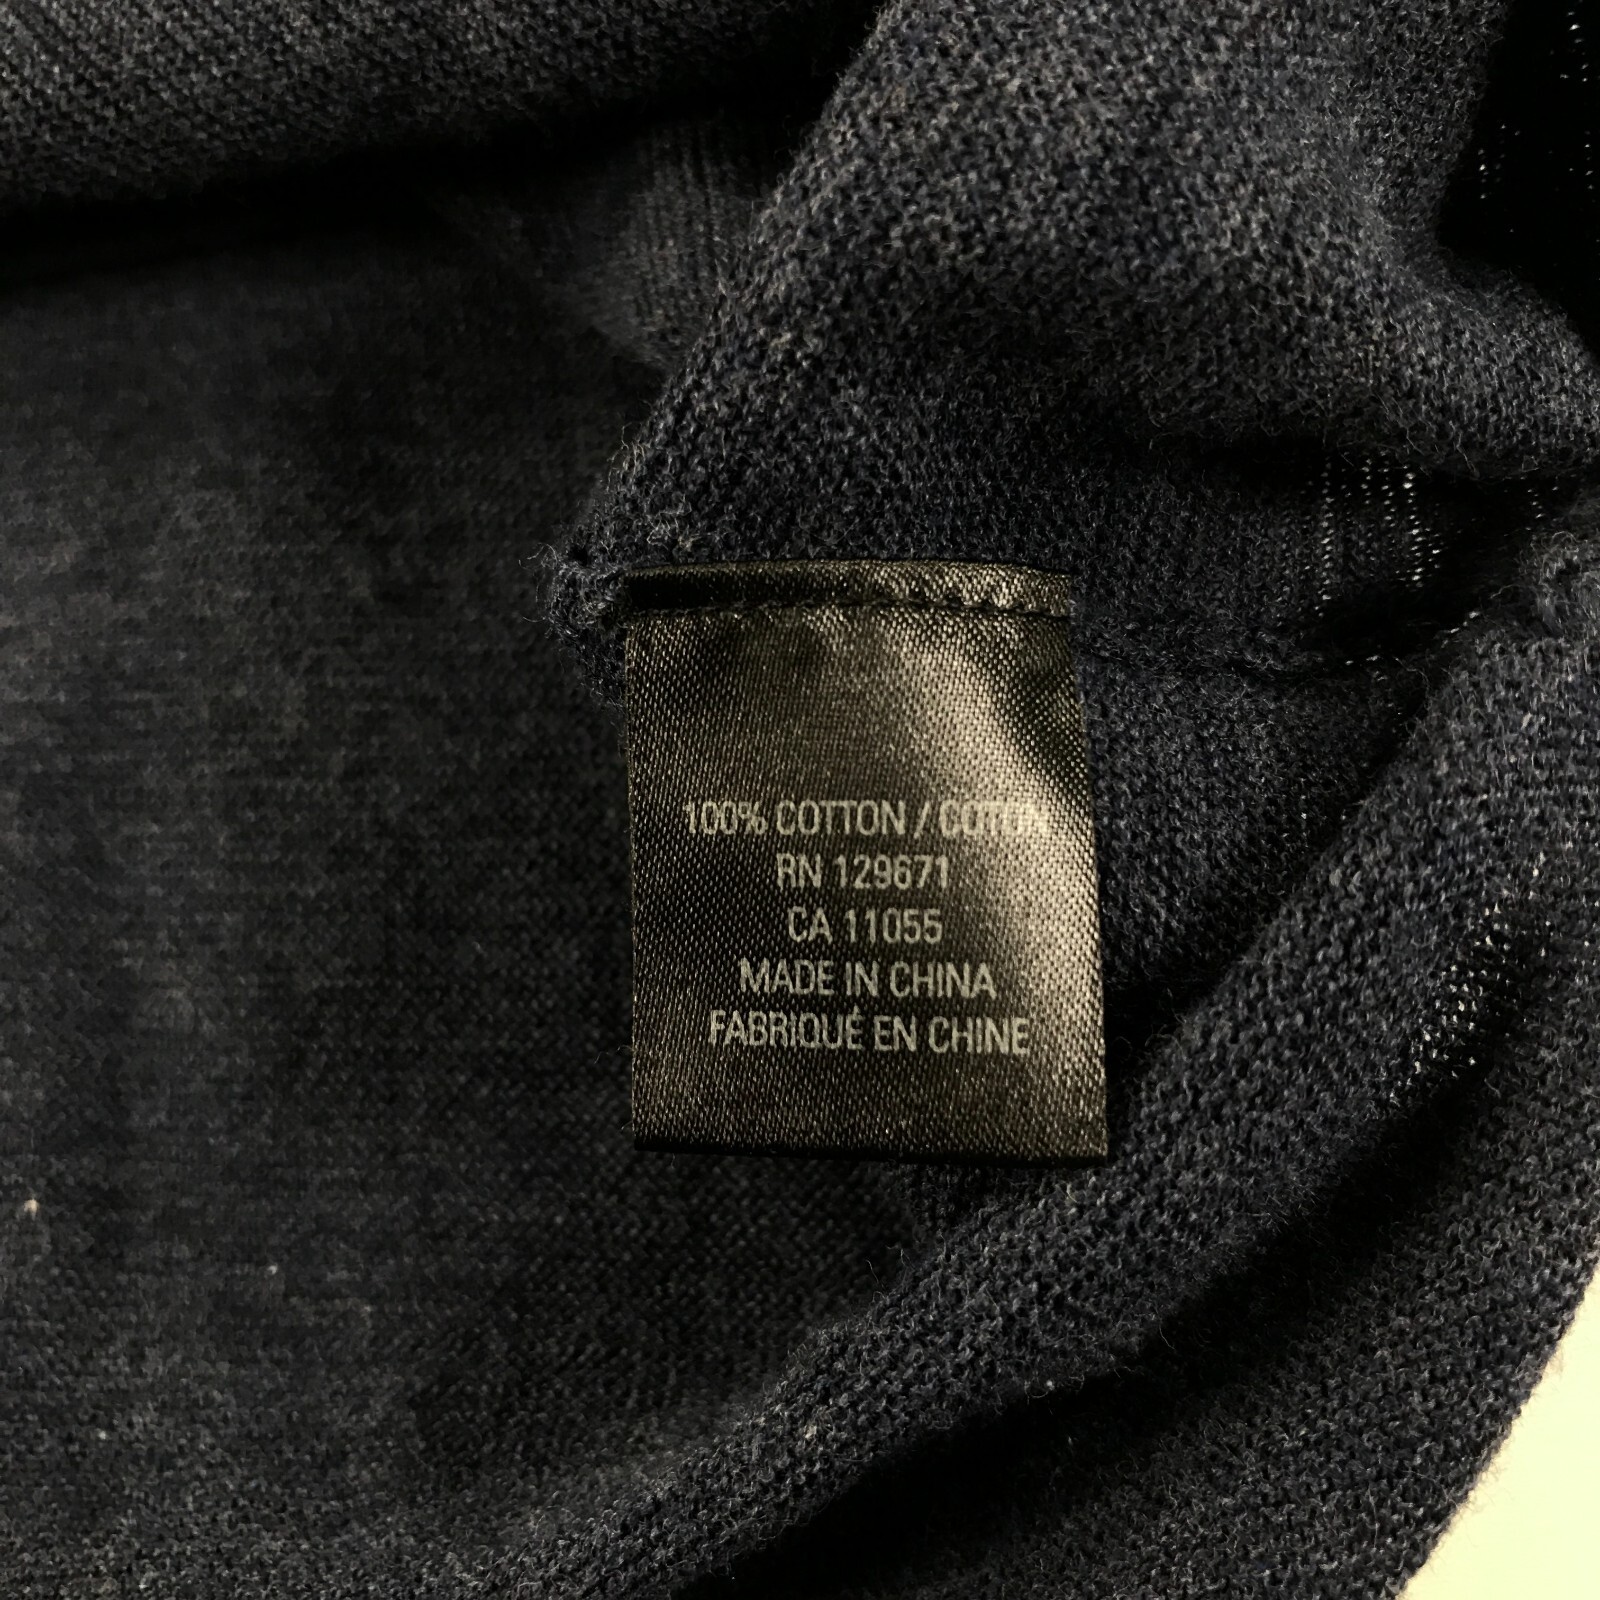 100% COTTON / COTON
RN 129671
CA 11055
MADE IN CHINA
FABRIQUÉ EN CHINE